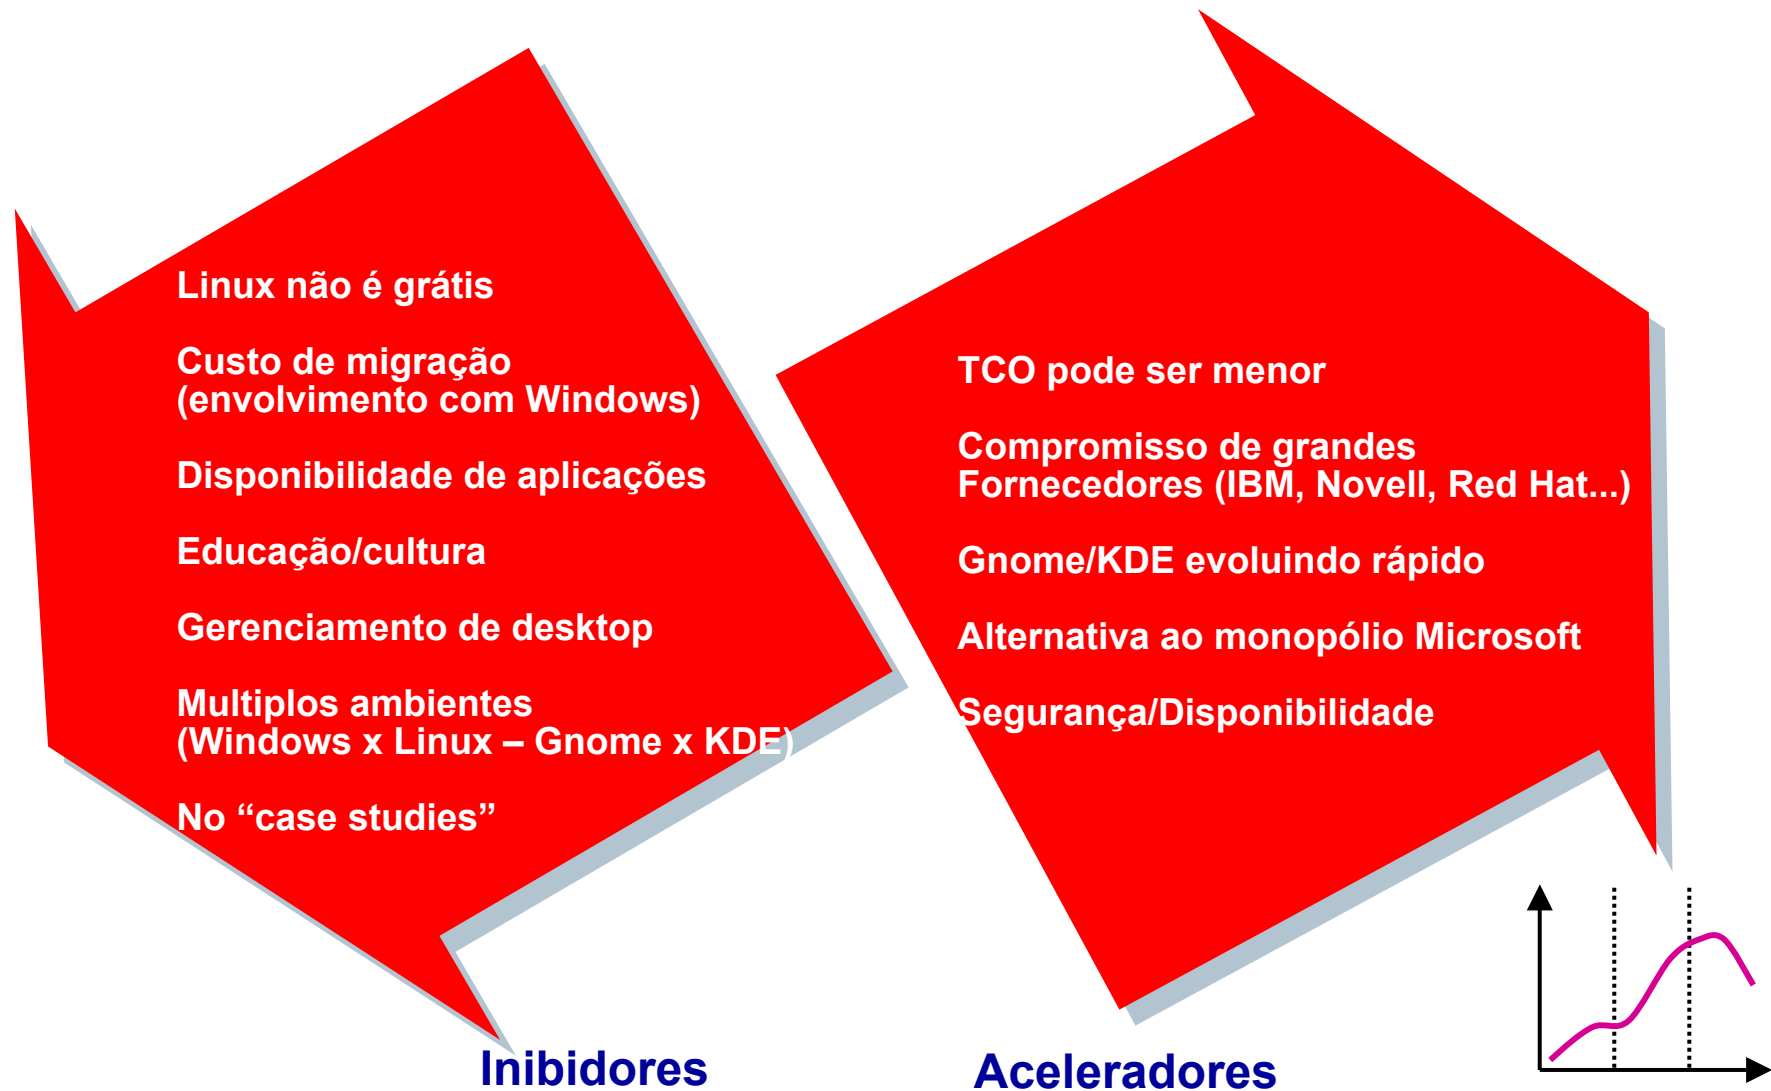 Linux não é grátis
Custo de migração
(envolvimento com Windows)
Disponibilidade de aplicações
Educação/cultura
Gerenciamento de desktop
Multiplos ambientes
(Windows x Linux – Gnome x KDE)
No “case studies”
Inibidores
TCO pode ser menor
Compromisso de grandes
Fornecedores (IBM, Novell, Red Hat...)
Gnome/KDE evoluindo rápido
Alternativa ao monopólio Microsoft
Segurança/Disponibilidade
Aceleradores